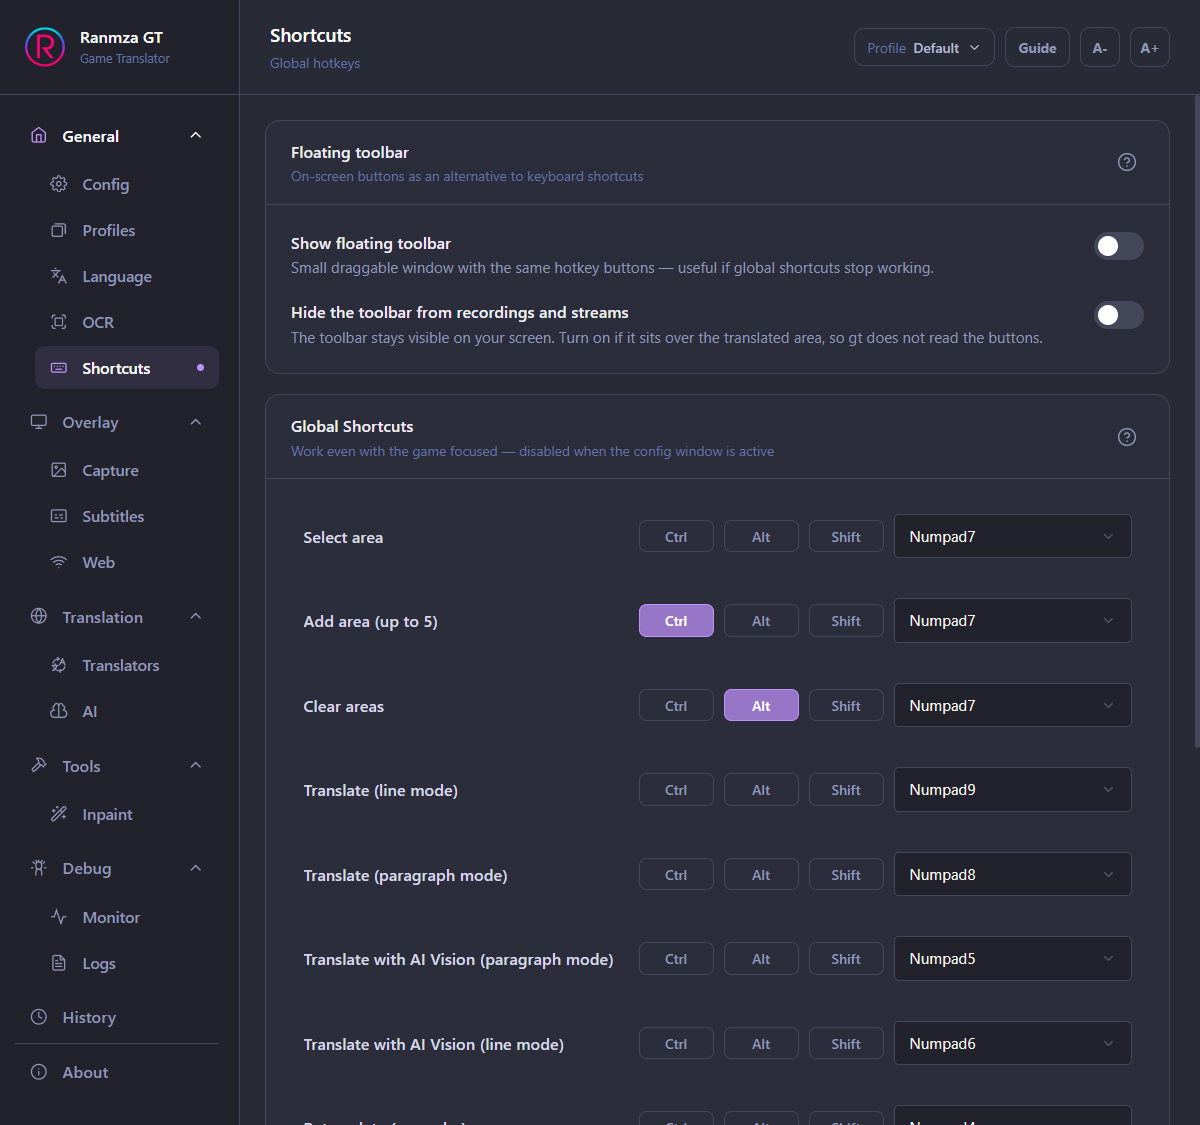 Ranmza GT
Game Translator
Shortcuts
Global hotkeys
Profile Default
Guide
A-
A+
General
Config
Profiles
Language
OCR
Shortcuts
Overlay
Capture
Subtitles
Web
Translation
Translators
AI
Tools
Inpaint
Debug
Monitor
Logs
History
About
Floating toolbar
On-screen buttons as an alternative to keyboard shortcuts
Show floating toolbar
Small draggable window with the same hotkey buttons — useful if global shortcuts stop working.
Hide the toolbar from recordings and streams
The toolbar stays visible on your screen. Turn on if it sits over the translated area, so gt does not read the buttons.
Global Shortcuts
Work even with the game focused — disabled when the config window is active
Select area Ctrl Alt Shift Numpad7
Add area (up to 5) Ctrl Alt Shift Numpad7
Clear areas Ctrl Alt Shift Numpad7
Translate (line mode) Ctrl Alt Shift Numpad9
Translate (paragraph mode) Ctrl Alt Shift Numpad8
Translate with AI Vision (paragraph mode) Ctrl Alt Shift Numpad5
Translate with AI Vision (line mode) Ctrl Alt Shift Numpad6